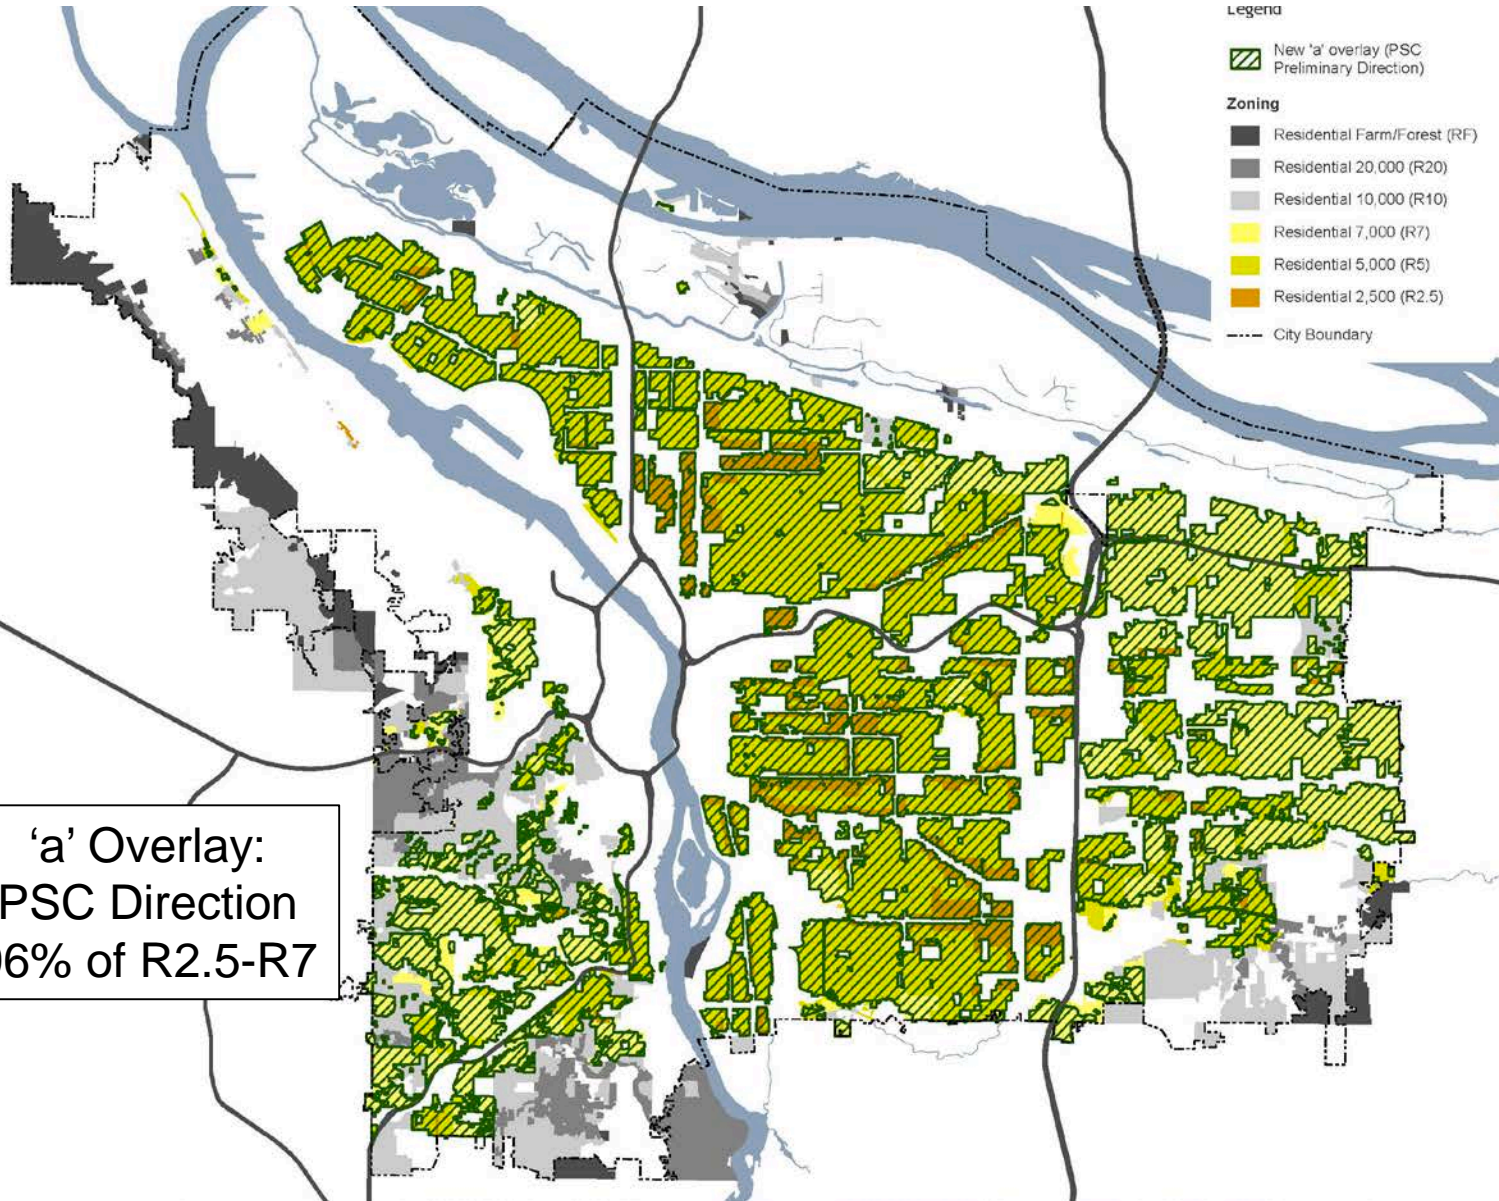 Legend
New 'a' overlay (PSC
Preliminary Direction)
Zoning
Residential Farm/Forest (RF)
Residential 20,000 (R20)
Residential 10,000 (R10)
Residential 7,000 (R7)
Residential 5,000 (R5)
Residential 2,500 (R2.5)
City Boundary
‘a’ Overlay:
PSC Direction
96% of R2.5-R7